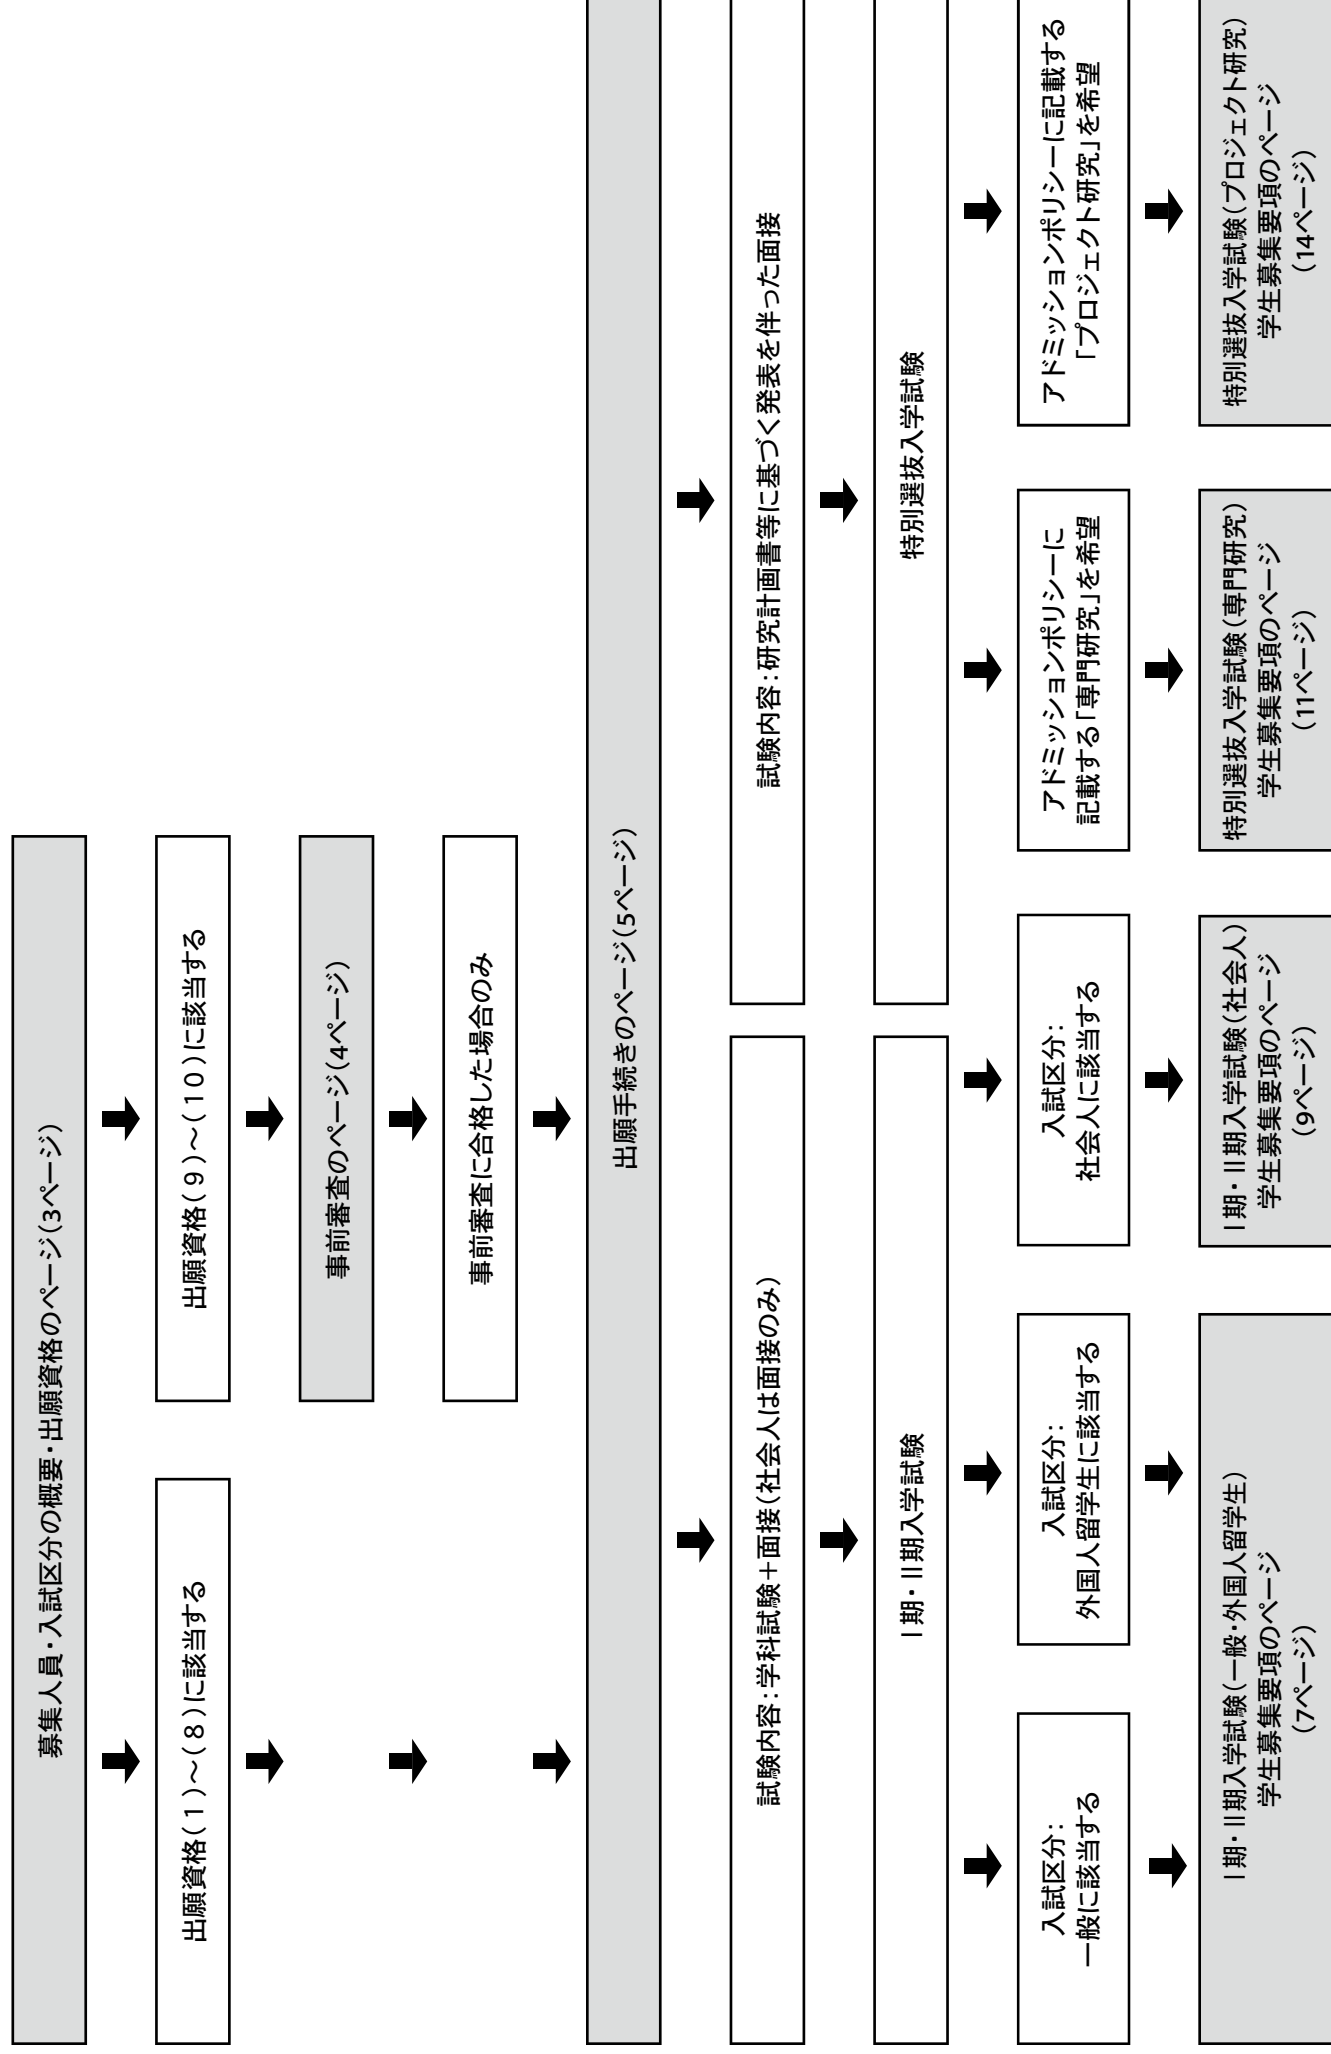 募集人員・入試区分の概要・出願資格のページ（3ページ）
出願資格（1）～（8）に該当する
出願資格（9）～（10）に該当する
事前審査のページ（4ページ）
事前審査に合格した場合のみ
出願手続きのページ（5ページ）
試験内容：学科試験＋面接（社会人は面接のみ）
試験内容：研究計画書等に基づく発表を伴った面接
Ⅰ期・Ⅱ期入学試験
特別選抜入学試験
入試区分：
一般に該当する
入試区分：
外国人留学生に該当する
入試区分：
社会人に該当する
アドミッションポリシーに
記載する「専門研究」を希望
アドミッションポリシーに記載する
「プロジェクト研究」を希望
Ⅰ期・Ⅱ期入学試験（一般・外国人留学生）
学生募集要項のページ
（7ページ）
Ⅰ期・Ⅱ期入学試験（社会人）
学生募集要項のページ
（9ページ）
特別選抜入学試験（専門研究）
学生募集要項のページ
（11ページ）
特別選抜入学試験（プロジェクト研究）
学生募集要項のページ
（14ページ）